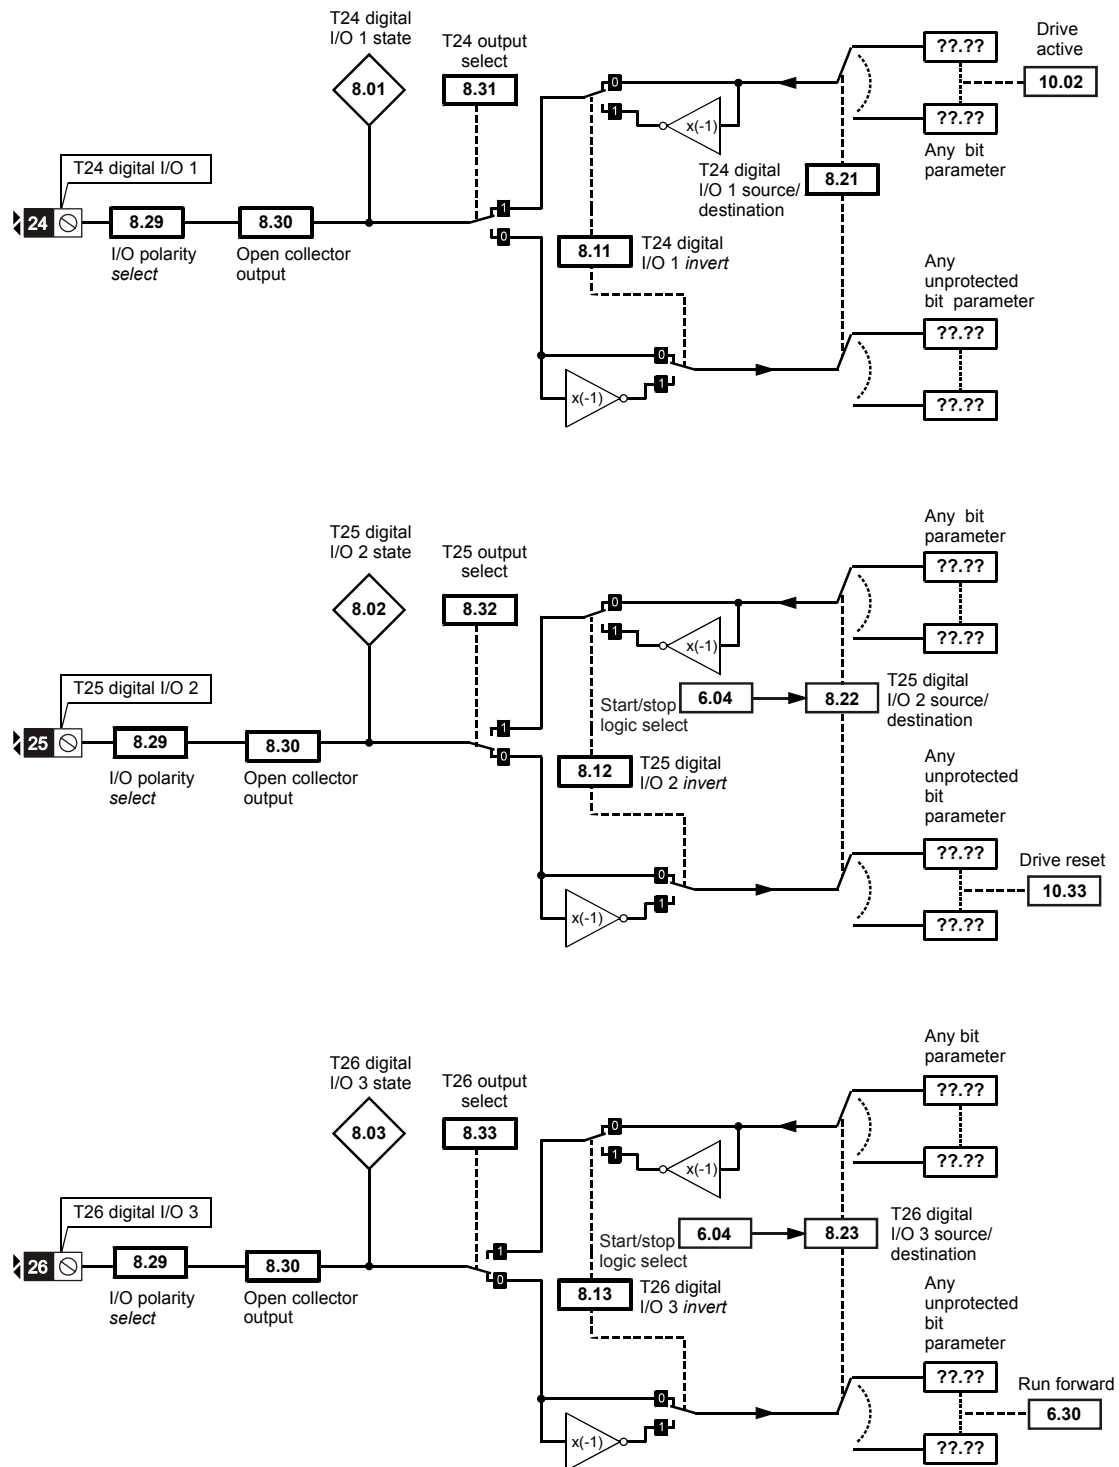 T24 digital
I/O 1 state
T24 output
select
8.01
8.31
0
1
x(-1)
??.??
??.??
Drive
active
10.02
Any bit
parameter
T24 digital
I/O 1 source/
destination
8.21
T24 digital I/O 1
24
8.29
8.30
I/O polarity
select
Open collector
output
1
0
8.11
T24 digital
I/O 1 invert
Any
unprotected
bit parameter
??.??
??.??
0
1
x(-1)
T25 digital
I/O 2 state
T25 output
select
8.02
8.32
0
1
x(-1)
Any bit
parameter
??.??
??.??
Start/stop
logic select
6.04
8.22
T25 digital
I/O 2 source/
destination
T25 digital I/O 2
25
8.29
8.30
I/O polarity
select
Open collector
output
1
0
8.12
T25 digital
I/O 2 invert
Any
unprotected
bit
parameter
??.??
??.??
Drive reset
10.33
0
1
x(-1)
T26 digital
I/O 3 state
T26 output
select
8.03
8.33
0
1
x(-1)
Any bit
parameter
??.??
??.??
Start/stop
logic select
6.04
8.23
T26 digital
I/O 3 source/
destination
T26 digital I/O 3
26
8.29
8.30
I/O polarity
select
Open collector
output
1
0
8.13
T26 digital
I/O 3 invert
Any
unprotected
bit
parameter
??.??
??.??
Run forward
6.30
0
1
x(-1)